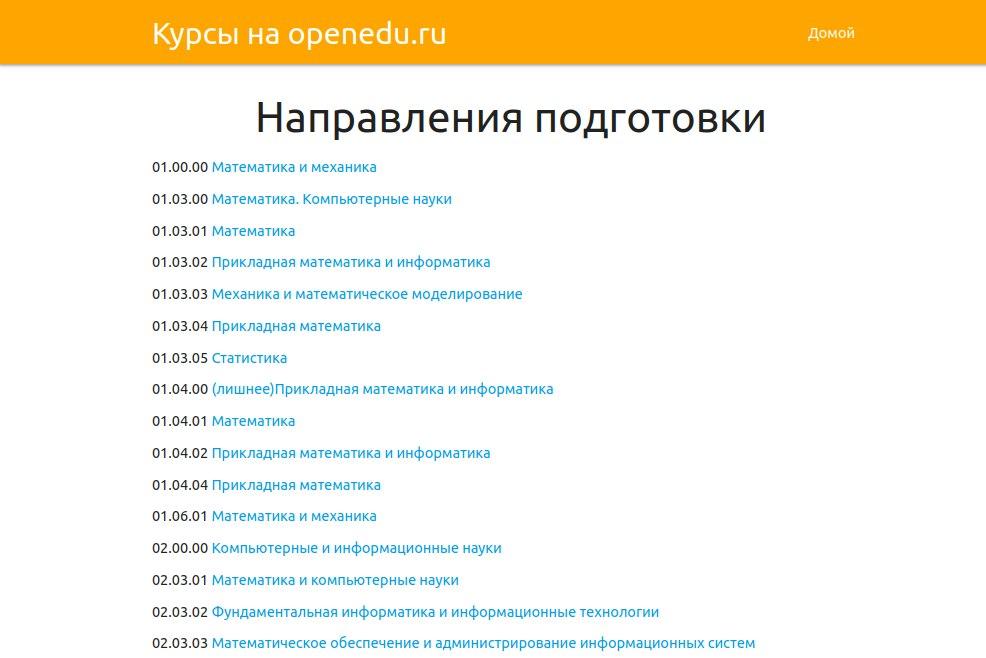 Курсы на openedu.ru
Домой
Направления подготовки
01.00.00 Математика и механика
01.03.00 Математика. Компьютерные науки
01.03.01 Математика
01.03.02 Прикладная математика и информатика
01.03.03 Механика и математическое моделирование
01.03.04 Прикладная математика
01.03.05 Статистика
01.04.00 (лишнее)Прикладная математика и информатика
01.04.01 Математика
01.04.02 Прикладная математика и информатика
01.04.04 Прикладная математика
01.06.01 Математика и механика
02.00.00 Компьютерные и информационные науки
02.03.01 Математика и компьютерные науки
02.03.02 Фундаментальная информатика и информационные технологии
02.03.03 Математическое обеспечение и администрирование информационных систем